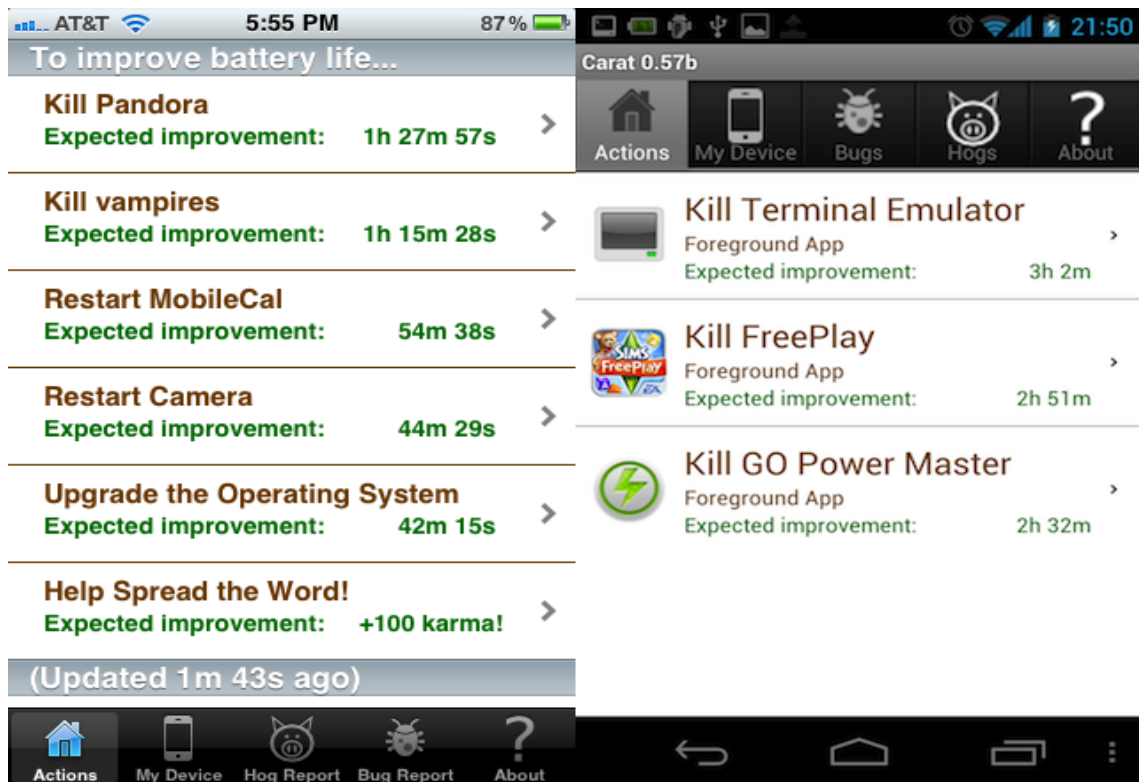 AT&T 5:55 PM 87%
To improve battery life...
Kill Pandora
Expected improvement: 1h 27m 57s
Kill vampires
Expected improvement: 1h 15m 28s
Restart MobileCal
Expected improvement: 54m 38s
Restart Camera
Expected improvement: 44m 29s
Upgrade the Operating System
Expected improvement: 42m 15s
Help Spread the Word!
Expected improvement: +100 karma!
(Updated 1m 43s ago)
Actions My Device Hog Report Bug Report About
21:50
Carat 0.57b
Actions My Device Bugs Hogs About
Kill Terminal Emulator
Foreground App
Expected improvement: 3h 2m
SIMS
FreePlay
EA
Kill FreePlay
Foreground App
Expected improvement: 2h 51m
Kill GO Power Master
Foreground App
Expected improvement: 2h 32m